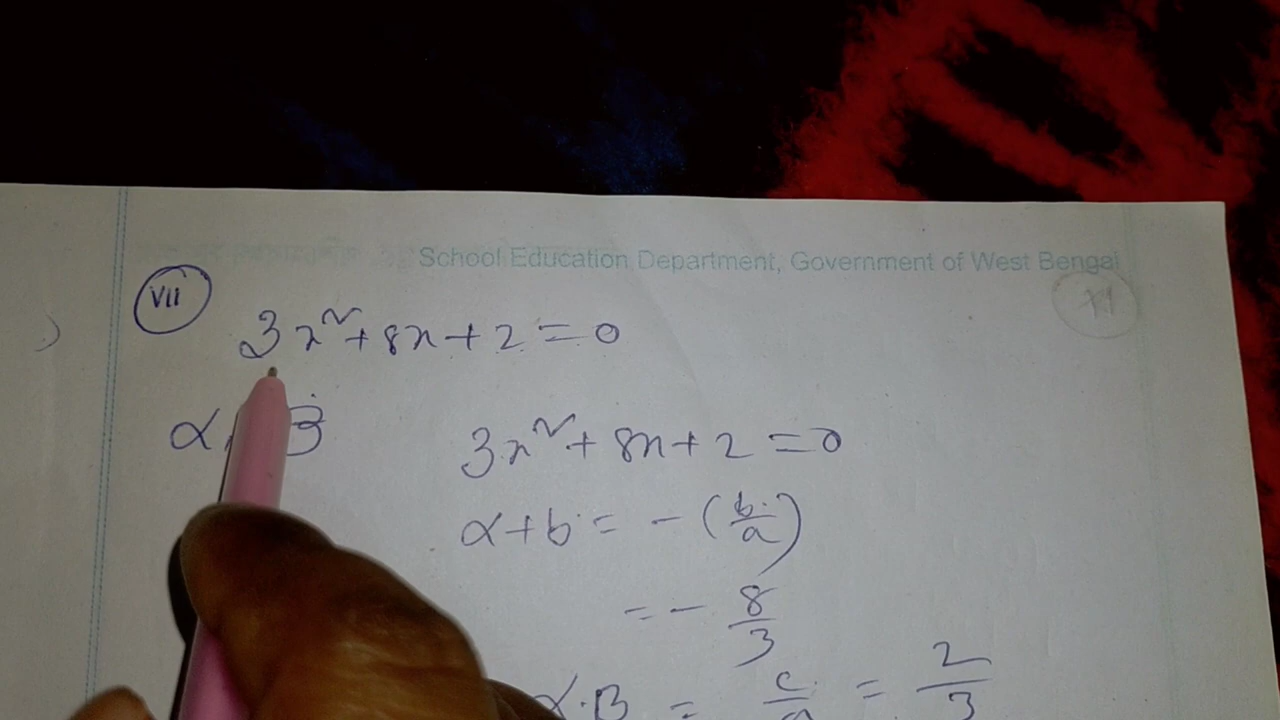 School Education Department, Government of West Bengal
VII
3x² + 8x + 2 = 0
α, β
3x² + 8x + 2 = 0
α + b = - (b/a)
= - 8/3
α.β = c/a = 2/3